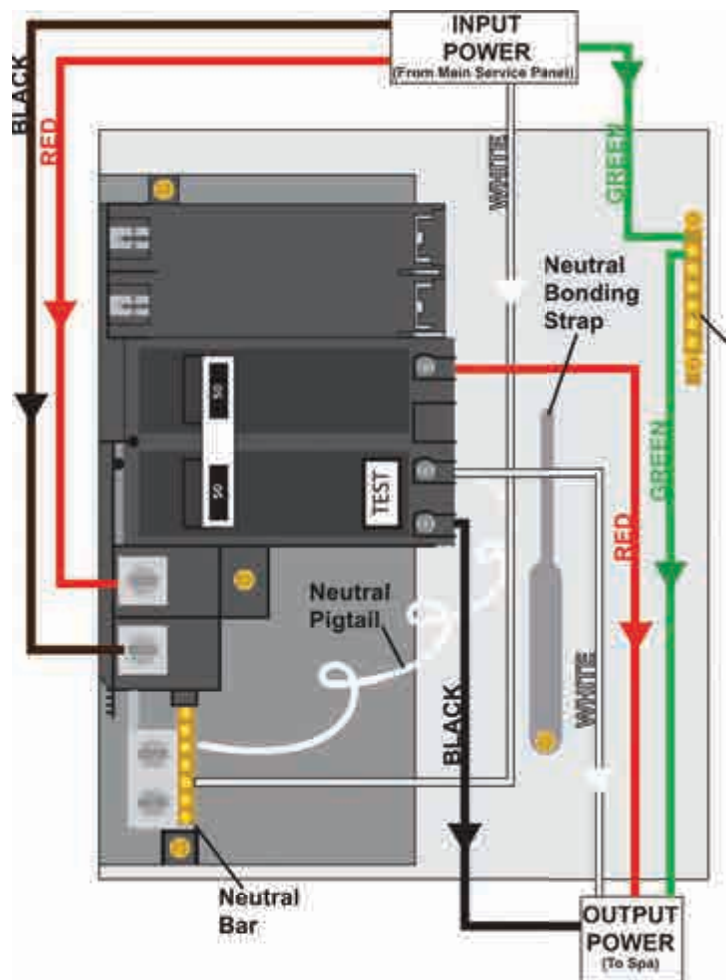 INPUT
POWER
(From Main Service Panel)
BLACK
RED
WHITE
GREEN
Neutral
Bonding
Strap
50
50
TEST
GREEN
RED
Neutral
Pigtail
WHITE
BLACK
Neutral
Bar
OUTPUT
POWER
(To Spa)